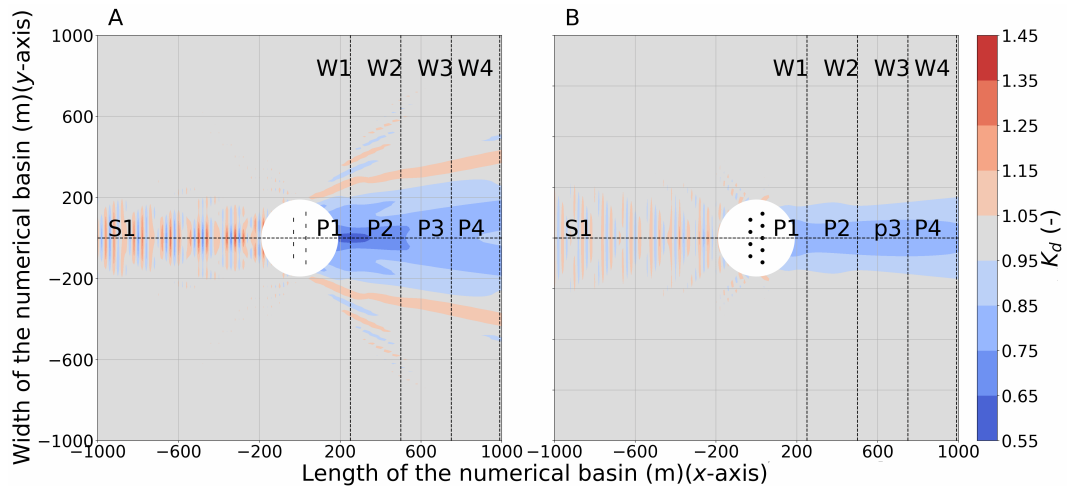 A
B
1000
600
200
−200
−600
−1000
Width of the numerical basin (m)(y-axis)
W1 W2 W3 W4
S1 P1 P2 P3 P4
−1000 −600 −200 200 600 1000
W1 W2 W3 W4
S1 P1 P2 p3 P4
−1000 −600 −200 200 600 1000
Length of the numerical basin (m)(x-axis)
1.45
1.35
1.25
1.15
1.05
0.95
0.85
0.75
0.65
0.55
K_d (-)